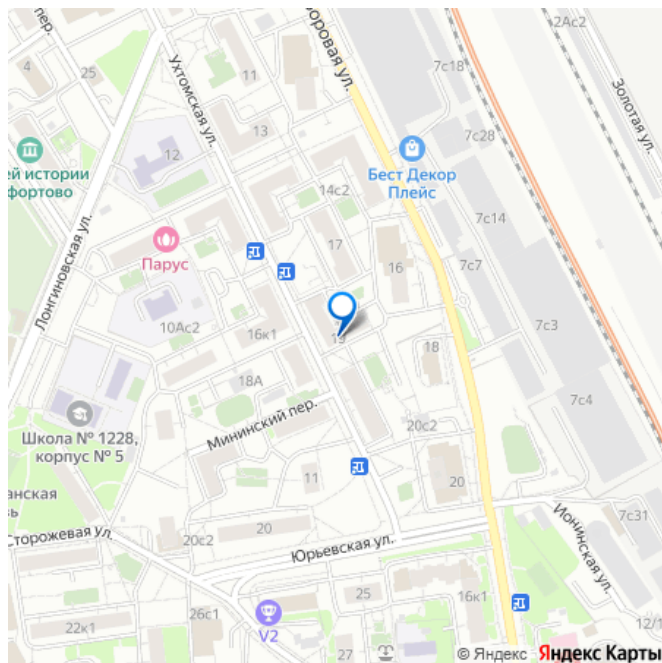 2Ас2
пер.
4
25
Ухтомская ул.
11
7с18
Золотая ул.
13
7с28
12
ей истории
фортово
Бест Декор
Плейс
14с2
7с14
Лонгиновская ул.
Парус
17
16
7с7
10Ас2
16к1
19
18
7с3
18А
7с4
Мининский пер.
Школа № 1228,
корпус № 5
20с2
11
20
анская
вь
Сторожевая ул.
20
20с2
7с31
Юрьевская ул.
Ионинская ул.
26с1
V2
25
16к1
22к1
27
12/1
© Яндекс Яндекс Карты